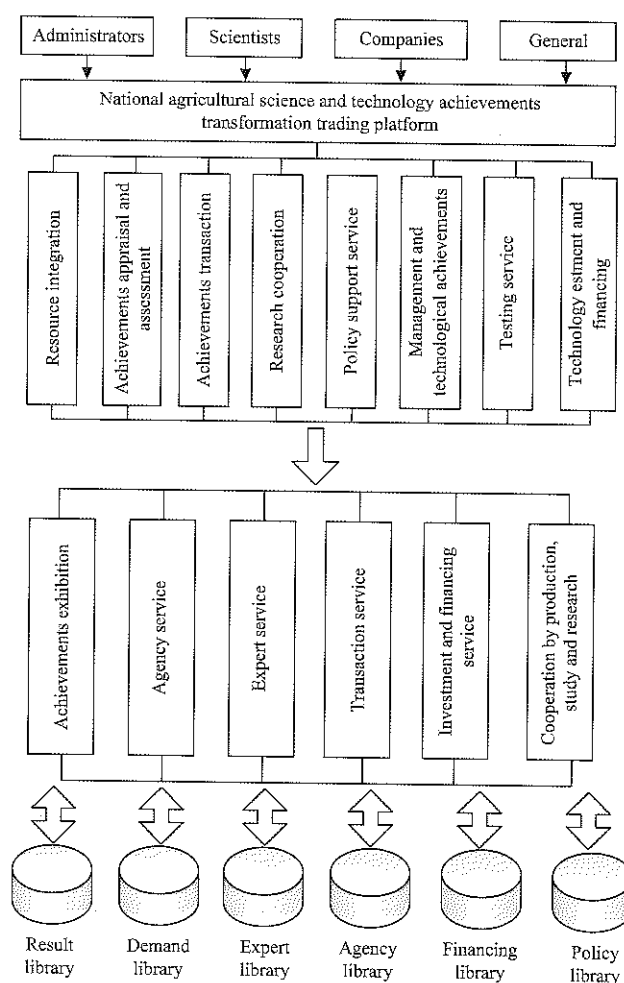 Administrators
Scientists
Companies
General
National agricultural science and technology achievements
transformation trading platform
Resource integration
Achievements appraisal and
assessment
Achievements transaction
Research cooperation
Policy support service
Management and
technological achievements
Testing service
Technology estment and
financing
Achievements exhibition
Agency service
Expert service
Transaction service
Investment and financing
service
Cooperation by production,
study and research
Result
library
Demand
library
Expert
library
Agency
library
Financing
library
Policy
library